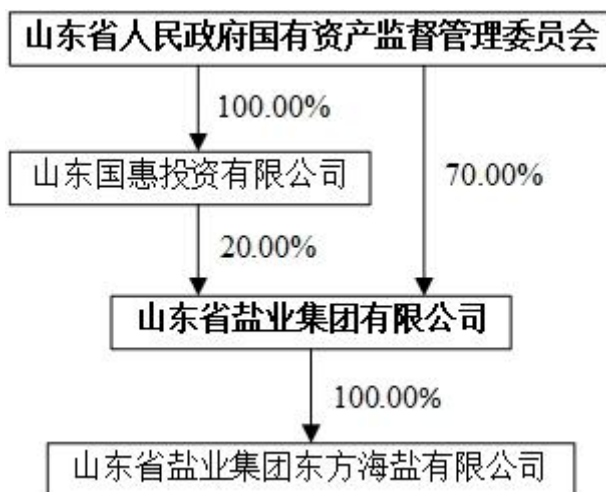 山东省人民政府国有资产监督管理委员会
100.00%
山东国惠投资有限公司
70.00%
20.00%
山东省盐业集团有限公司
100.00%
山东省盐业集团东方海盐有限公司